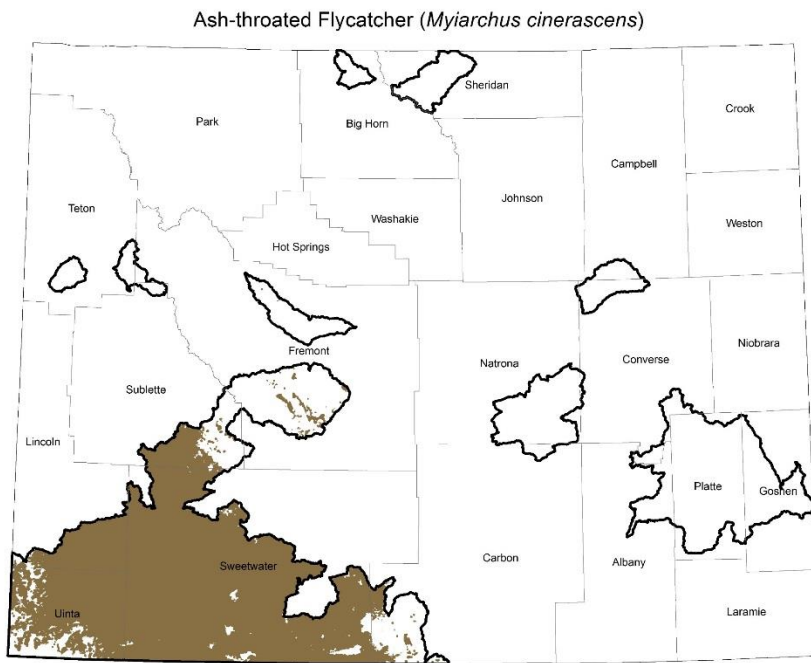 Ash-throated Flycatcher (Myiarchus cinerascens)
Sheridan
Park
Big Horn
Crook
Campbell
Johnson
Teton
Washakie
Weston
Hot Springs
Fremont
Natrona
Converse
Niobrara
Sublette
Lincoln
Platte
Goshen
Sweetwater
Carbon
Albany
Uinta
Laramie